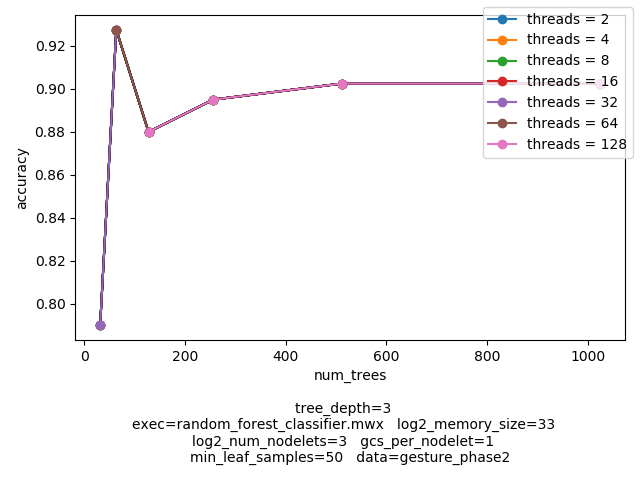 threads = 2
threads = 4
threads = 8
threads = 16
threads = 32
threads = 64
threads = 128
0.92
0.90
0.88
0.86
0.84
0.82
0.80
accuracy
0 200 400 600 800 1000
num_trees
tree_depth=3
exec=random_forest_classifier.mwx log2_memory_size=33
log2_num_nodelets=3 gcs_per_nodelet=1
min_leaf_samples=50 data=gesture_phase2